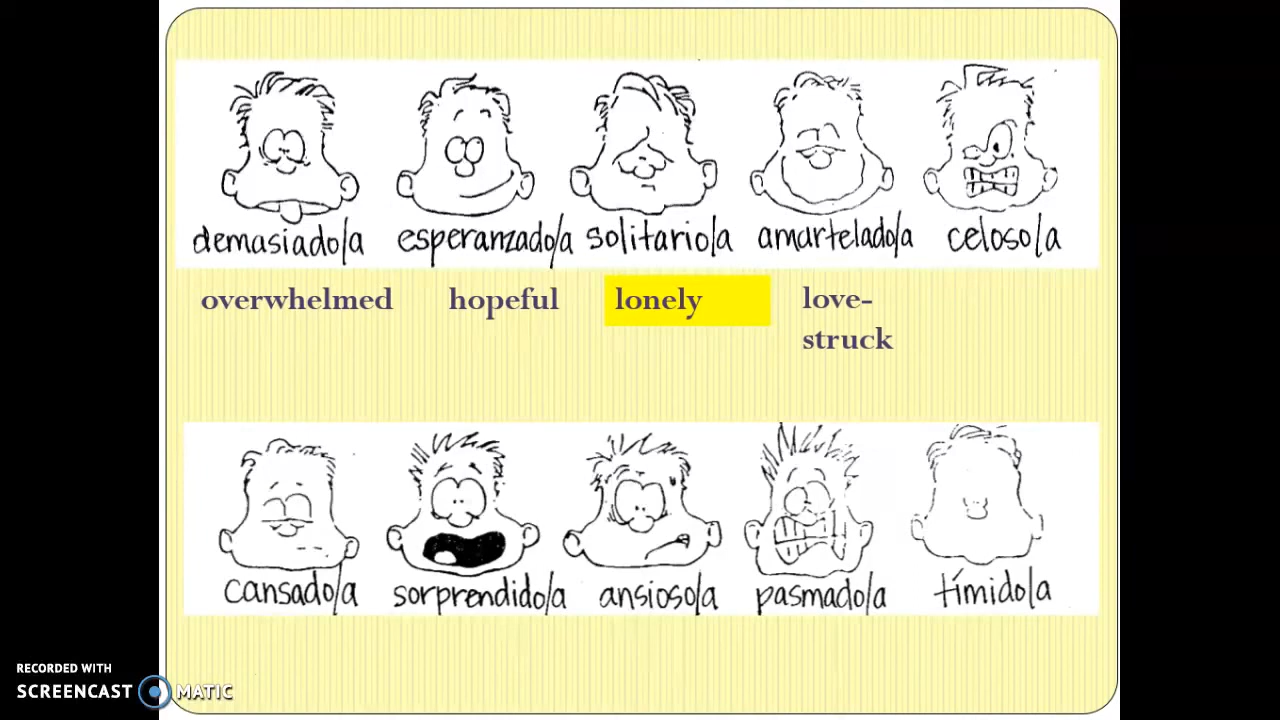 demasiado/a esperanzado/a solitario/a amartelado/a celoso/a
overwhelmed hopeful lonely love-
struck
cansado/a sorprendido/a ansioso/a pasmado/a tímido/a
RECORDED WITH
SCREENCAST MATIC